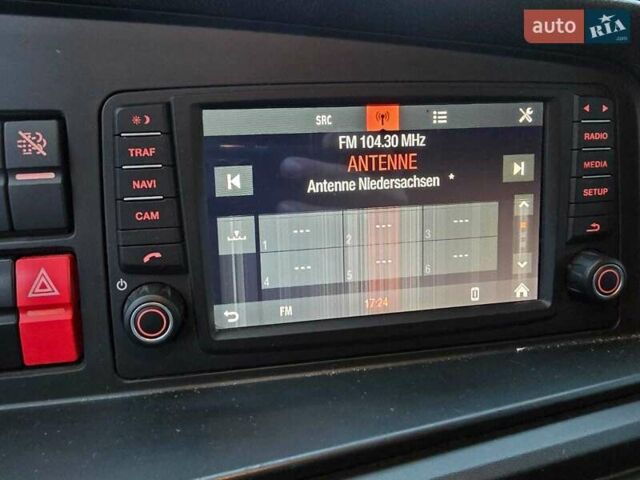 auto RIA.com
SRC
FM 104.30 MHz
ANTENNE
Antenne Niedersachsen *
1 --- 2 --- 3 ---
4 --- 5 --- 6 ---
FM 17:24
TRAF
NAVI
CAM
RADIO
MEDIA
SETUP